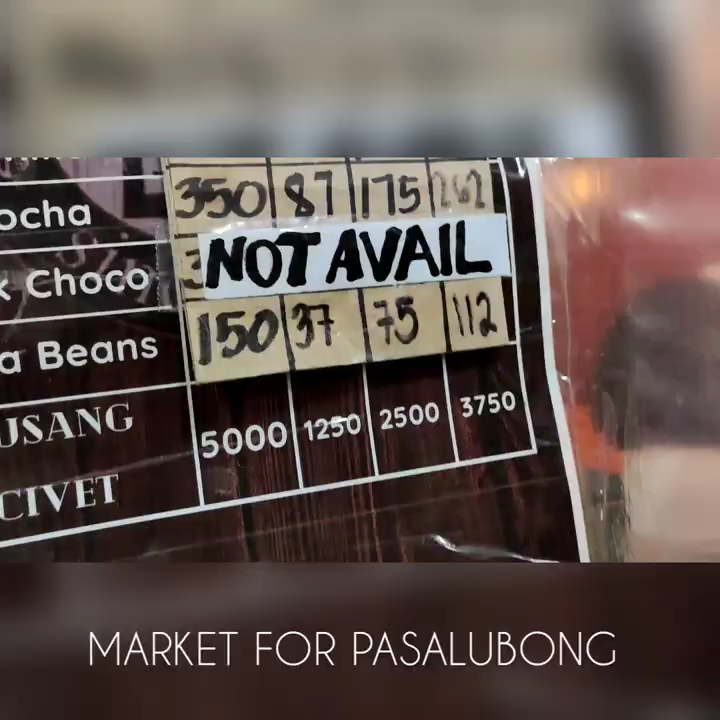 ocha 350 87 175 262
k Choco NOT AVAIL
a Beans 150 37 75 112
USANG
CIVET 5000 1250 2500 3750
MARKET FOR PASALUBONG